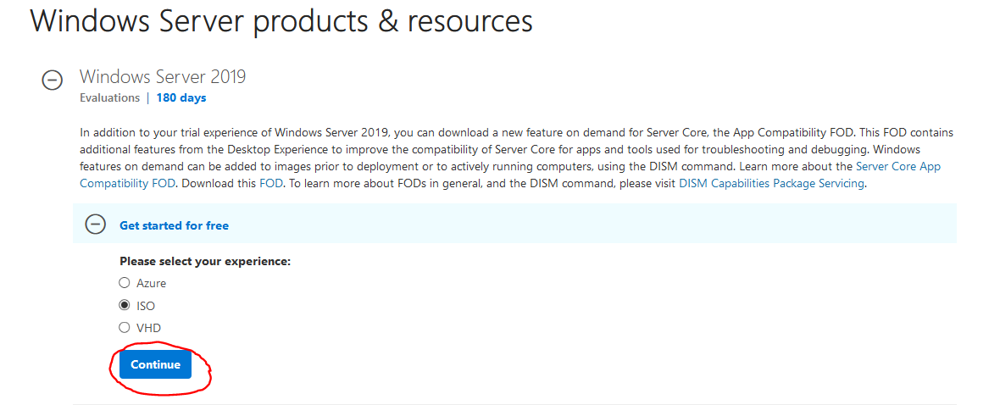 Windows Server products & resources
Windows Server 2019
Evaluations | 180 days
In addition to your trial experience of Windows Server 2019, you can download a new feature on demand for Server Core, the App Compatibility FOD. This FOD contains
additional features from the Desktop Experience to improve the compatibility of Server Core for apps and tools used for troubleshooting and debugging. Windows
features on demand can be added to images prior to deployment or to actively running computers, using the DISM command. Learn more about the Server Core App
Compatibility FOD. Download this FOD. To learn more about FODs in general, and the DISM command, please visit DISM Capabilities Package Servicing.
Get started for free
Please select your experience:
Azure
ISO
VHD
Continue